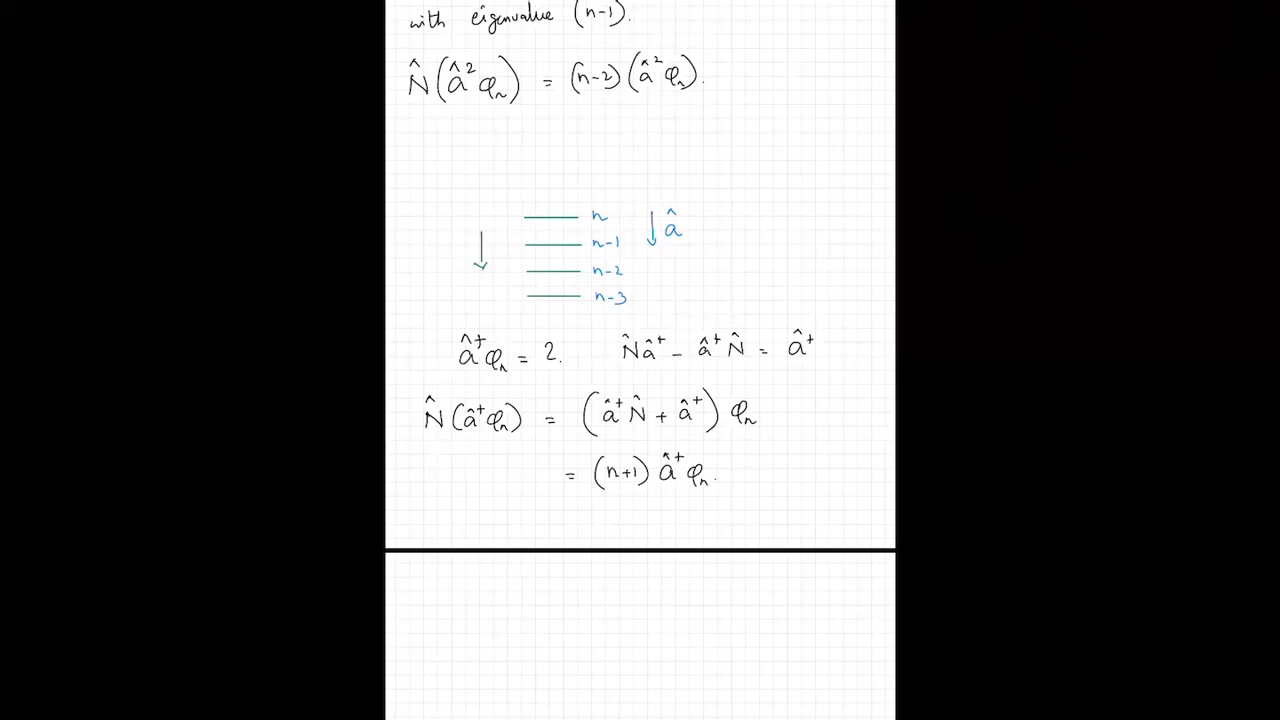 with eigenvalue (n-1).
N̂(â²φₙ) = (n-2)(â²φₙ).
n
n-1
n-2
n-3
â
â⁺φₙ = ?. N̂â⁺ - â⁺N̂ = â⁺
N̂(â⁺φₙ) = (â⁺N̂ + â⁺) φₙ
= (n+1) â⁺φₙ.